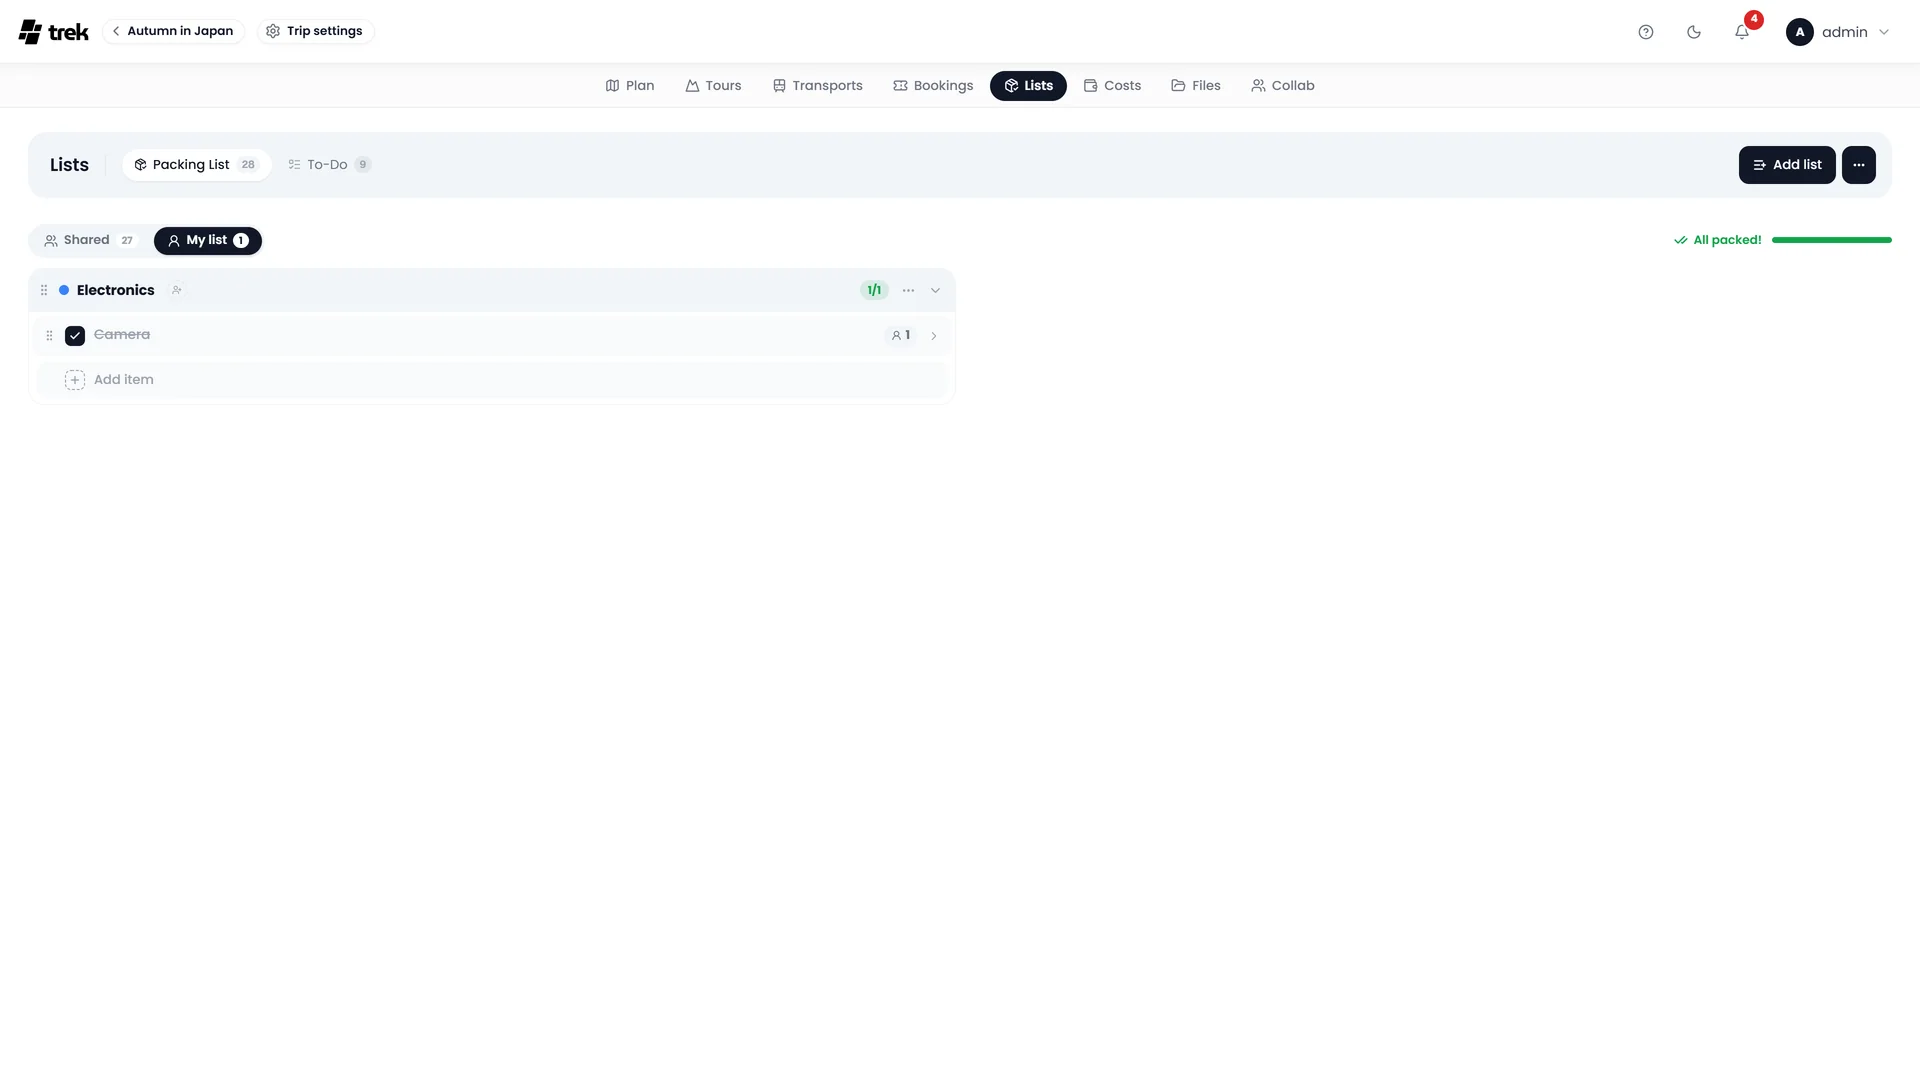 trek
Autumn in Japan
Trip settings
4
A
admin
Plan
Tours
Transports
Bookings
Lists
Costs
Files
Collab
Lists
Packing List 28
To-Do 9
Add list
Shared 27
My list 1
All packed!
Electronics
1/1
Camera
1
Add item